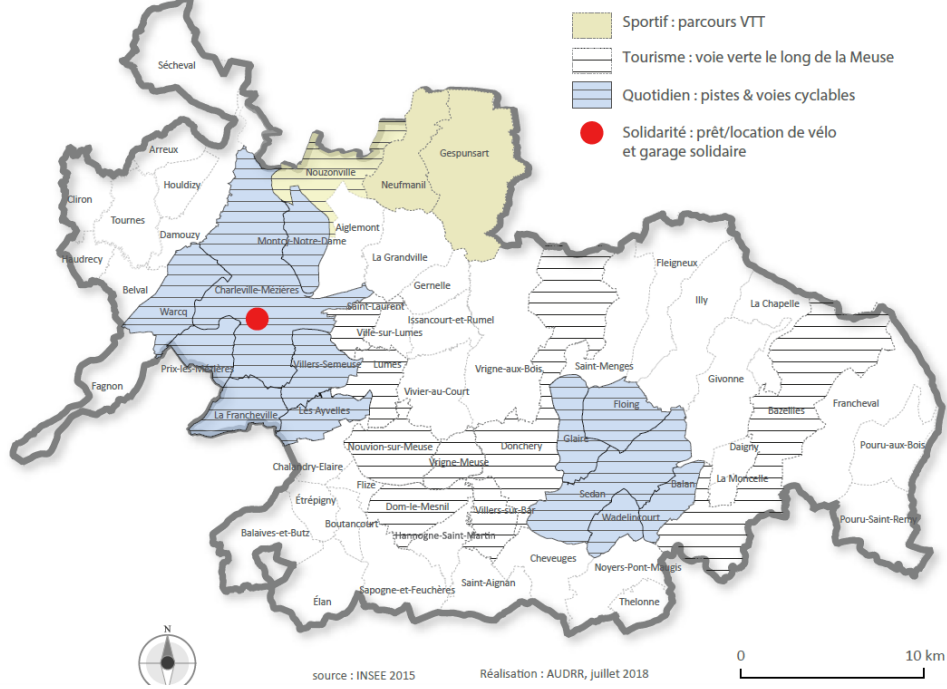 Sportif : parcours VTT
Tourisme : voie verte le long de la Meuse
Quotidien : pistes & voies cyclables
Solidarité : prêt/location de vélo
et garage solidaire
Sécheval
Arreux
Houldizy
Cliron
Tournes
Damouzy
Haudrecy
Belval
Nouzonville
Neufmanil
Gespunsart
Aiglemont
Montcy-Notre-Dame
La Grandville
Gernelle
Charleville-Mézières
Warcq
Saint-Laurent
Issancourt-et-Rumel
Ville-sur-Lumes
Fleigneux
Illy
La Chapelle
Prix-lès-Mézières
Villers-Semeuse
Lumes
Vrigne-aux-Bois
Saint-Menges
Givonne
Fagnon
Vivier-au-Court
La Francheville
Les Ayvelles
Floing
Bazeilles
Francheval
Glaire
Nouvion-sur-Meuse
Donchery
Daigny
Pouru-aux-Bois
Chalandry-Elaire
Vrigne-Meuse
Flize
La Moncelle
Balan
Étrépigny
Sedan
Dom-le-Mesnil
Villers-sur-Bar
Wadelincourt
Pouru-Saint-Remy
Boutancourt
Balaives-et-Butz
Hannogne-Saint-Martin
Cheveuges
Noyers-Pont-Maugis
Saint-Aignan
Sapogne-et-Feuchères
Élan
Thelonne
N
0
10 km
source : INSEE 2015
Réalisation : AUDRR, juillet 2018